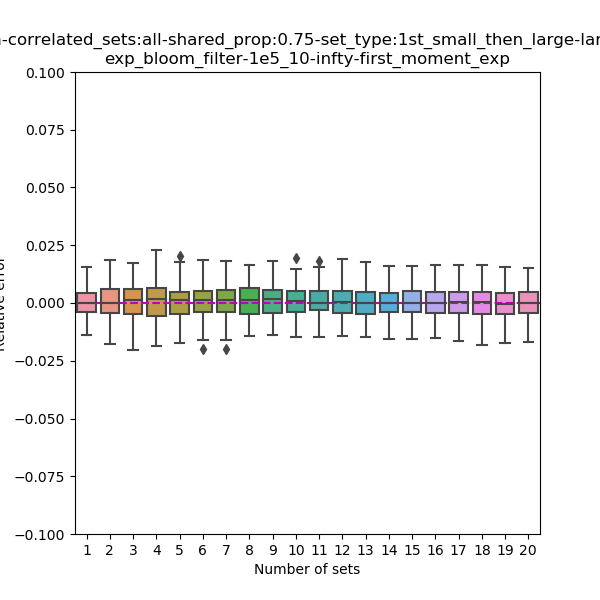 -correlated_sets:all-shared_prop:0.75-set_type:1st_small_then_large-lar
exp_bloom_filter-1e5_10-infty-first_moment_exp
0.100
0.075
0.050
0.025
0.000
−0.025
−0.050
−0.075
−0.100
Relative error
1 2 3 4 5 6 7 8 9 10 11 12 13 14 15 16 17 18 19 20
Number of sets